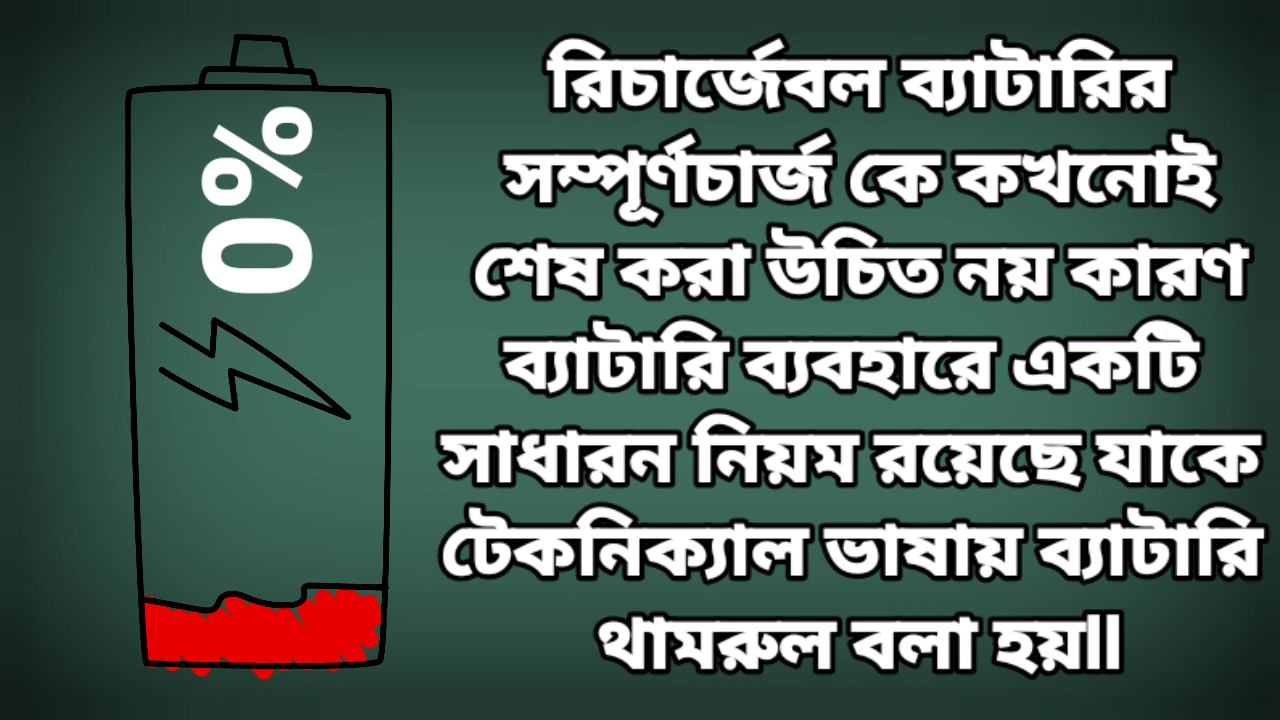 0%
রিচার্জেবল ব্যাটারির
সম্পূর্ণচার্জ কে কখনোই
শেষ করা উচিত নয় কারণ
ব্যাটারি ব্যবহারে একটি
সাধারন নিয়ম রয়েছে যাকে
টেকনিক্যাল ভাষায় ব্যাটারি
থামরুল বলা হয়||